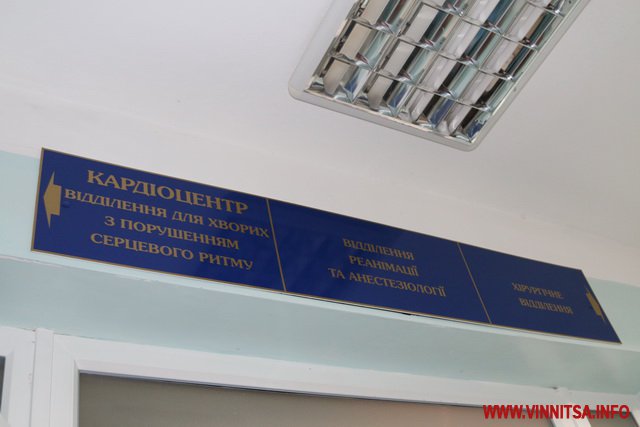 КАРДІОЦЕНТР
ВІДДІЛЕННЯ ДЛЯ ХВОРИХ
З ПОРУШЕННЯМ
СЕРЦЕВОГО РИТМУ
ВІДДІЛЕННЯ
РЕАНІМАЦІЇ
ТА АНЕСТЕЗІОЛОГІЇ
ХІРУРГІЧНЕ
ВІДДІЛЕННЯ
WWW.VINNITSA.INFO